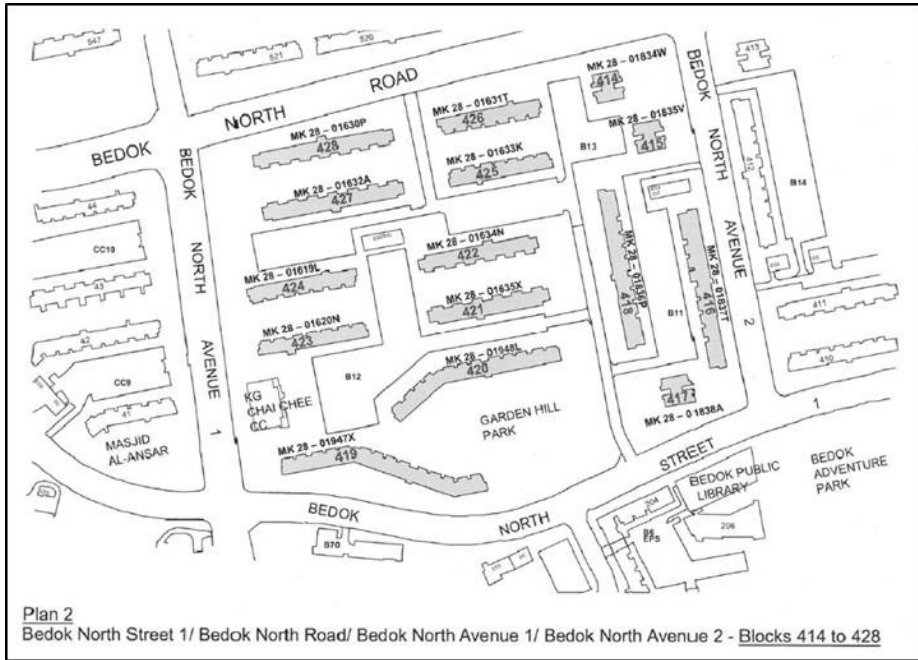 547
521
520
BEDOK
NORTH
ROAD
MK 28 – 01834W
414
BEDOK
413
MK 28 – 01631T
426
MK 28 – 01630P
428
MK 28 – 01835V
415
NORTH
412
B14
B13
BEDOK
MK 28 – 01633K
425
MK 28 – 01632A
427
44
CC10
43
42
CC9
41
MASJID
AL-ANSAR
NORTH
AVENUE
1
MK 28 – 01634N
422
MK 28 – 01619L
424
MK 28 – 01635X
421
MK 28 – 01620N
423
MK 28 – 01836P
418
B11
MK 28 – 01837T
416
AVENUE
2
411
410
B12
MK 28 – 01948L
420
KG
CHAI CHEE
CC
417
MK 28 – 01838A
GARDEN HILL
PARK
MK 28 – 01947X
419
BEDOK
NORTH
STREET
1
BEDOK PUBLIC
LIBRARY
BEDOK
ADVENTURE
PARK
204
206
B70
Plan 2
Bedok North Street 1/ Bedok North Road/ Bedok North Avenue 1/ Bedok North Avenue 2 - Blocks 414 to 428